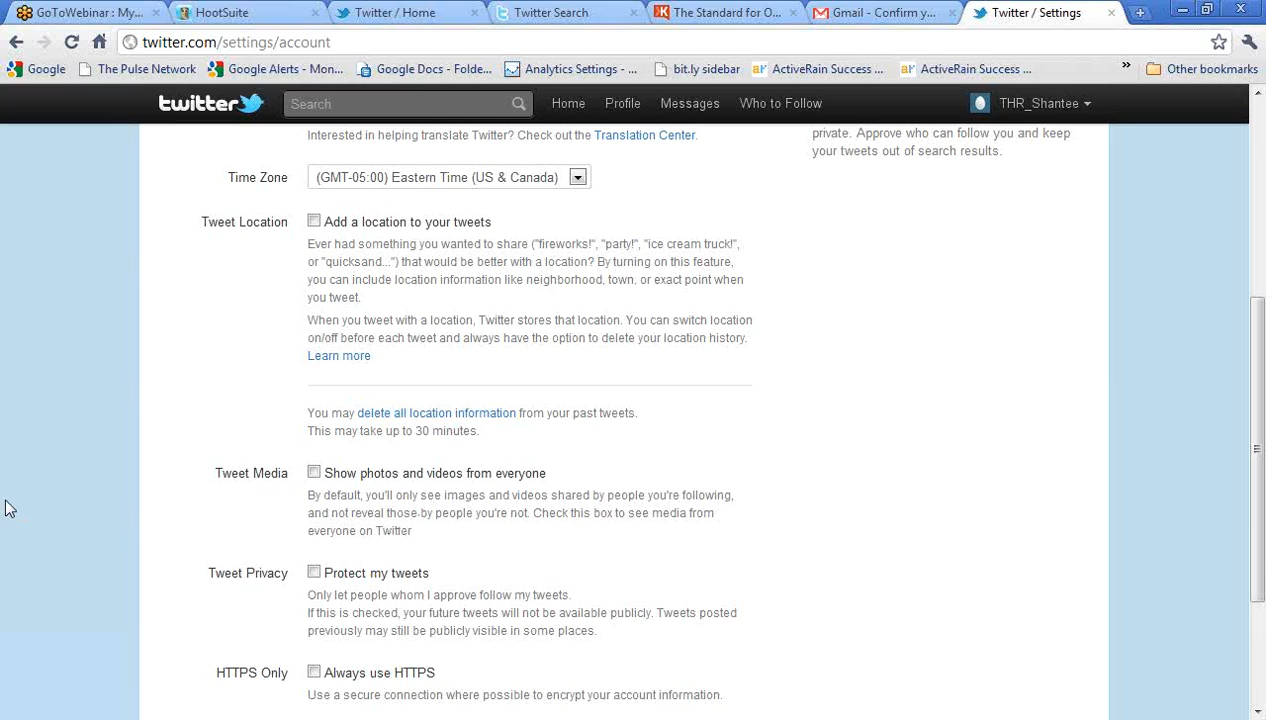 GoToWebinar : My...
HootSuite
Twitter / Home
Twitter Search
The Standard for O...
Gmail - Confirm y...
Twitter / Settings
twitter.com/settings/account
Google
The Pulse Network
Google Alerts - Mon...
Google Docs - Folde...
Analytics Settings - ...
bit.ly sidebar
ActiveRain Success ...
ActiveRain Success ...
»
Other bookmarks
twitter
Search
Home
Profile
Messages
Who to Follow
THR_Shantee
Interested in helping translate Twitter? Check out the Translation Center.
private. Approve who can follow you and keep
your tweets out of search results.
Time Zone
(GMT-05:00) Eastern Time (US & Canada)
Tweet Location
Add a location to your tweets
Ever had something you wanted to share ("fireworks!", "party!", "ice cream truck!",
or "quicksand...") that would be better with a location? By turning on this feature,
you can include location information like neighborhood, town, or exact point when
you tweet.
When you tweet with a location, Twitter stores that location. You can switch location
on/off before each tweet and always have the option to delete your location history.
Learn more
You may delete all location information from your past tweets.
This may take up to 30 minutes.
Tweet Media
Show photos and videos from everyone
By default, you'll only see images and videos shared by people you're following,
and not reveal those by people you're not. Check this box to see media from
everyone on Twitter
Tweet Privacy
Protect my tweets
Only let people whom I approve follow my tweets.
If this is checked, your future tweets will not be available publicly. Tweets posted
previously may still be publicly visible in some places.
HTTPS Only
Always use HTTPS
Use a secure connection where possible to encrypt your account information.